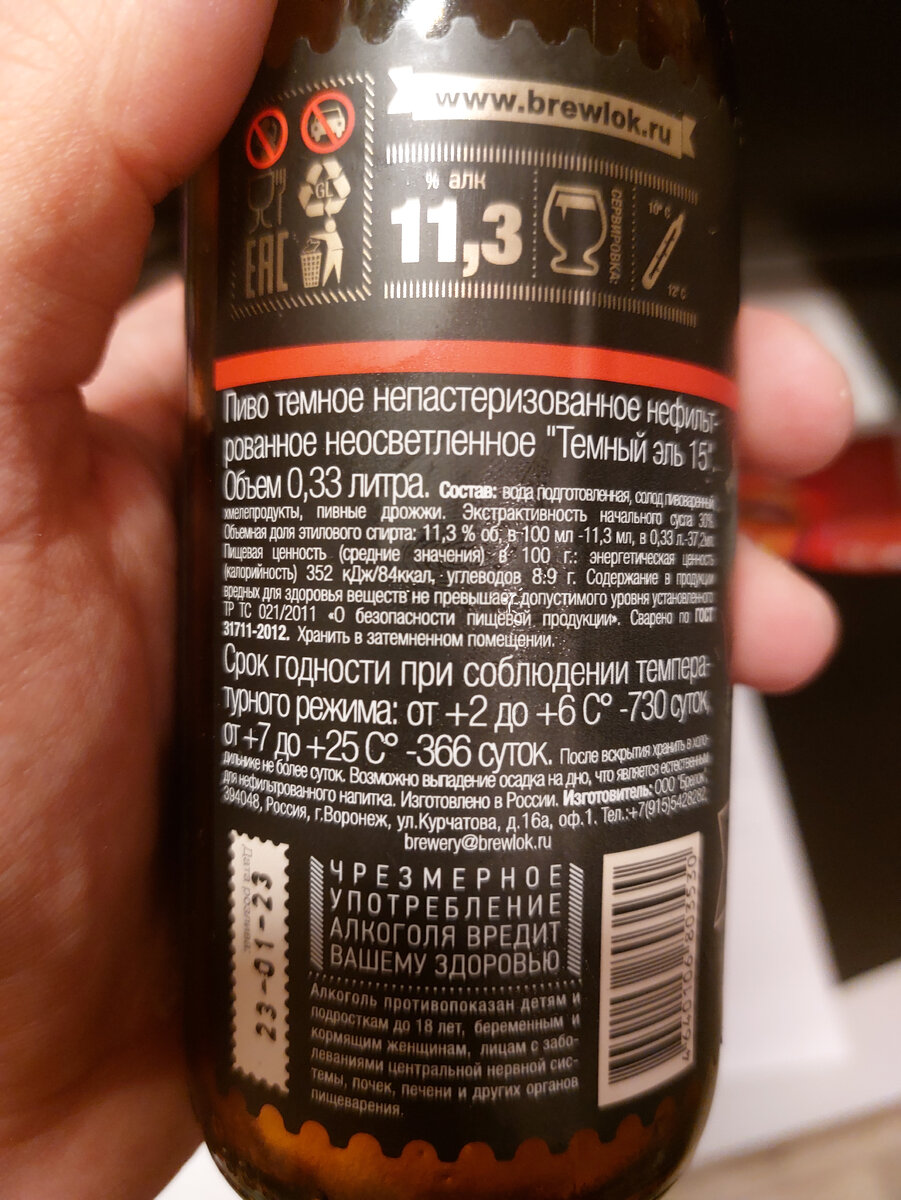 www.brewlok.ru
% алк
11,3
СЕРВИРОВКА:
10° C
12° C
GL
EAC
Пиво темное непастеризованное нефильт-
рованное неосветленное "Темный эль 15".
Объем 0,33 литра. Состав: вода подготовленная, солод пивоваренный,
хмелепродукты, пивные дрожжи. Экстрактивность начального сусла 30%.
Объемная доля этилового спирта: 11,3 % об, в 100 мл -11,3 мл, в 0,33 л.-37,2мл.
Пищевая ценность (средние значения) в 100 г.: энергетическая ценность
(калорийность) 352 кДж/84ккал, углеводов 8:9 г. Содержание в продукции
вредных для здоровья веществ не превышает допустимого уровня установленного
ТР ТС 021/2011 «О безопасности пищевой продукции». Сварено по ГОСТ
31711-2012. Хранить в затемненном помещении.
Срок годности при соблюдении темпера-
турного режима: от +2 до +6 С° -730 суток,
от +7 до +25 С° -366 суток. После вскрытия хранить в холо-
дильнике не более суток. Возможно выпадение осадка на дно, что является естественным
для нефильтрованного напитка. Изготовлено в России. Изготовитель: ООО "Брелок",
394048, Россия, г.Воронеж, ул.Курчатова, д.16а, оф.1. Тел.:+7(915)5428282,
brewery@brewlok.ru
Дата розлива:
23-01-23
ЧРЕЗМЕРНОЕ
УПОТРЕБЛЕНИЕ
АЛКОГОЛЯ ВРЕДИТ
ВАШЕМУ ЗДОРОВЬЮ
Алкоголь противопоказан детям и
подросткам до 18 лет, беременным и
кормящим женщинам, лицам с забо-
леваниями центральной нервной сис-
темы, почек, печени и других органов
пищеварения.
4640166803530